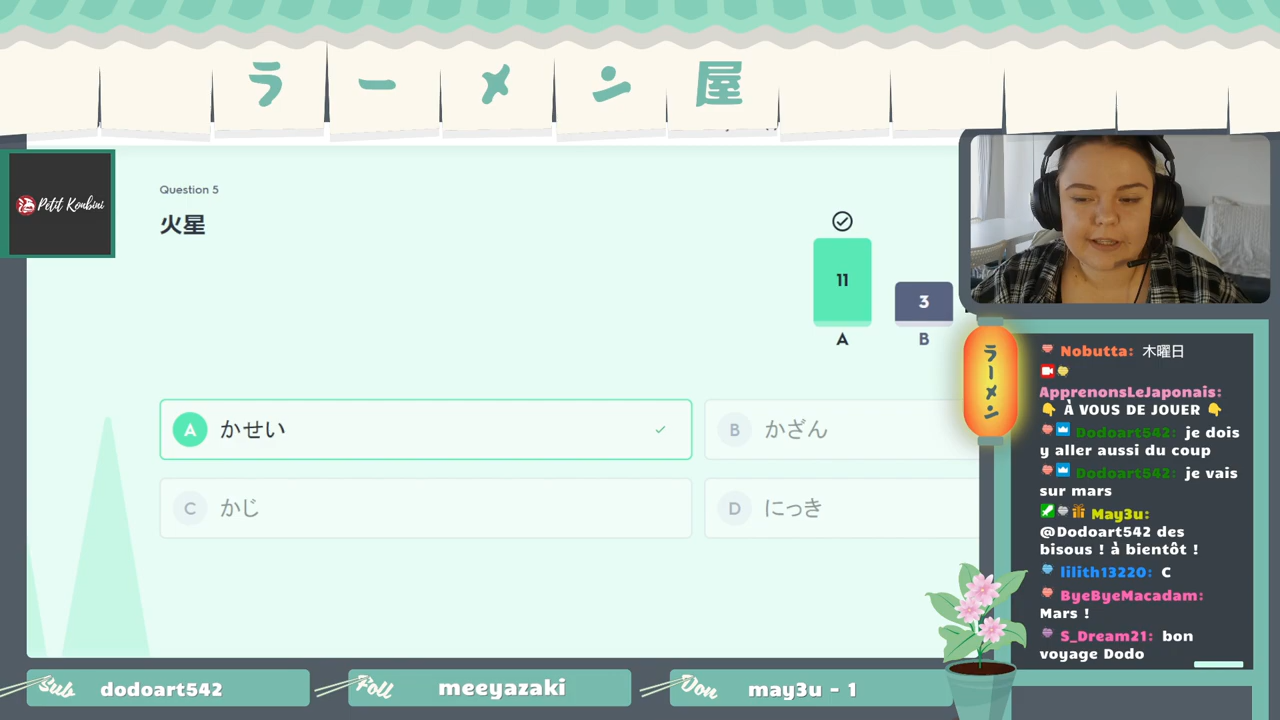 ラーメン屋
Petit Konbini
Question 5
火星
11
3
A
B
A かせい
B かざん
C かじ
D にっき
ラーメン
Nobutta: 木曜日
ApprenonsLeJaponais:
À VOUS DE JOUER
Dodoart542: je dois
y aller aussi du coup
Dodoart542: je vais
sur mars
May3u:
@Dodoart542 des
bisous ! à bientôt !
lilith13220: C
ByeByeMacadam:
Mars !
S_Dream21: bon
voyage Dodo
Sub dodoart542
Foll meeyazaki
Don may3u - 1